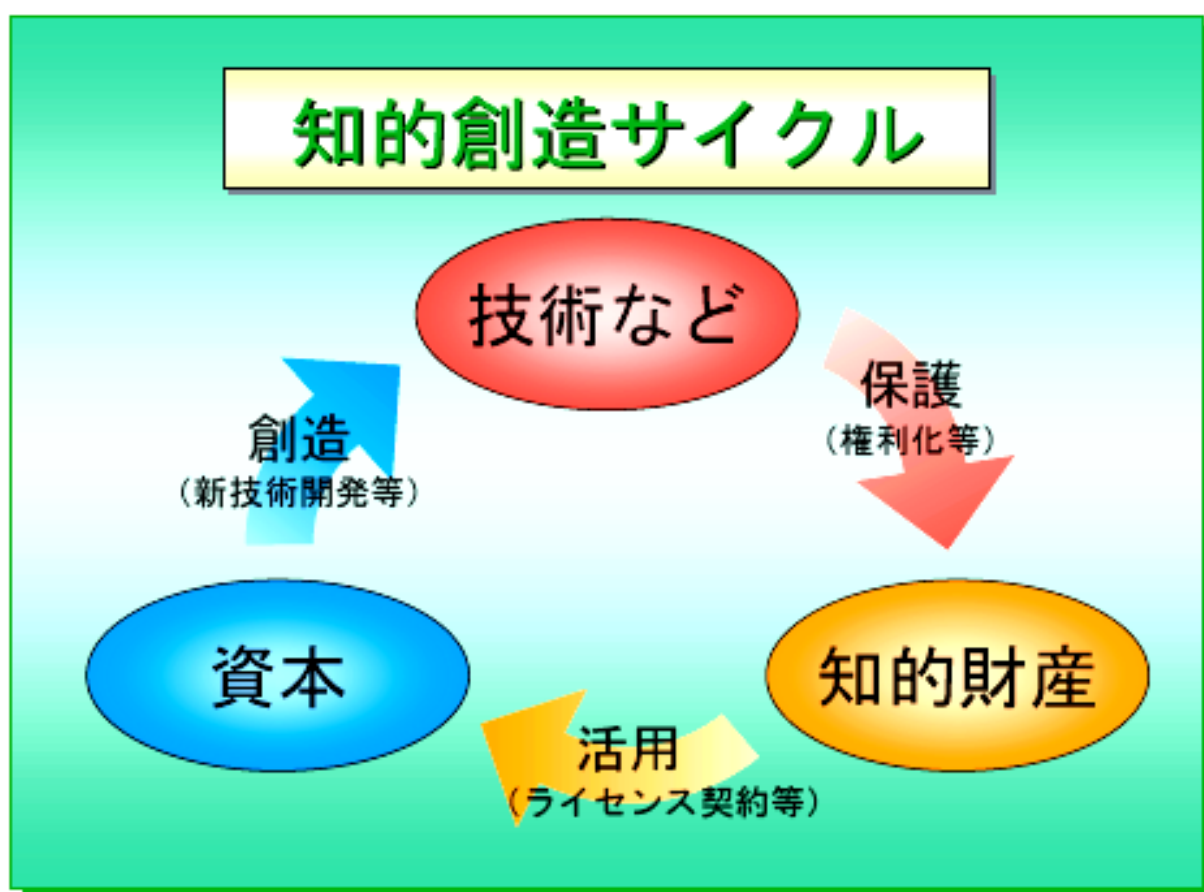 知的創造サイクル
技術など
保護
(権利化等)
創造
(新技術開発等)
資本
知的財産
活用
(ライセンス契約等)